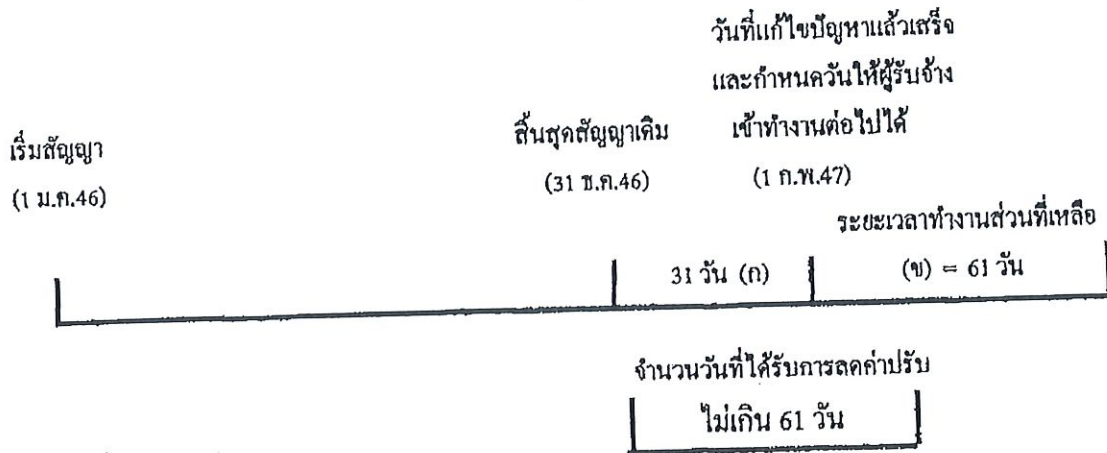 วันที่แก้ไขปัญหาแล้วเสร็จ
และกำหนดวันให้ผู้รับจ้าง
เริ่มสัญญา สิ้นสุดสัญญาเดิม เข้าทำงานต่อไปได้
(1 ม.ค.46) (31 ธ.ค.46) (1 ก.พ.47)
ระยะเวลาทำงานส่วนที่เหลือ
31 วัน (ก) (ข) = 61 วัน
จำนวนวันที่ได้รับการลดค่าปรับ
ไม่เกิน 61 วัน